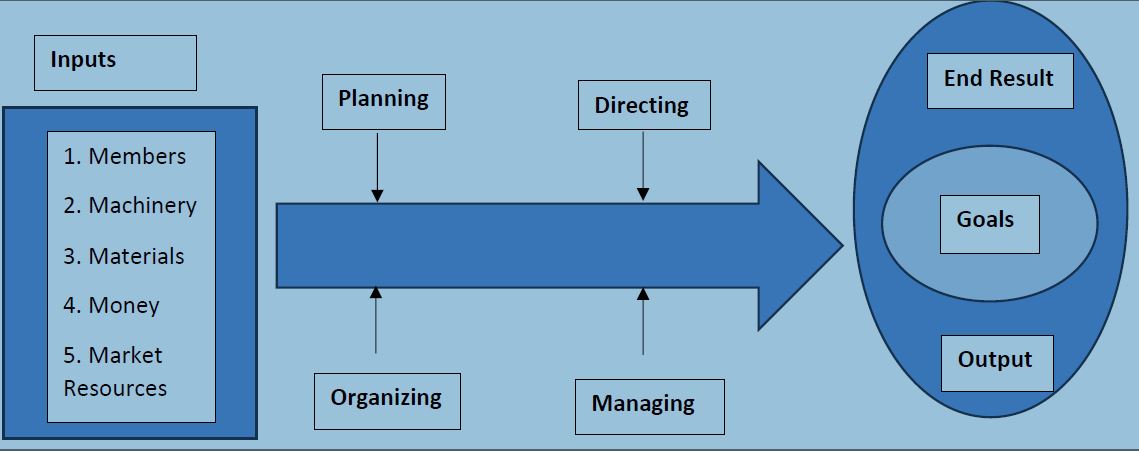 Inputs
1. Members
2. Machinery
3. Materials
4. Money
5. Market
Resources
Planning
Directing
Organizing
Managing
End Result
Goals
Output